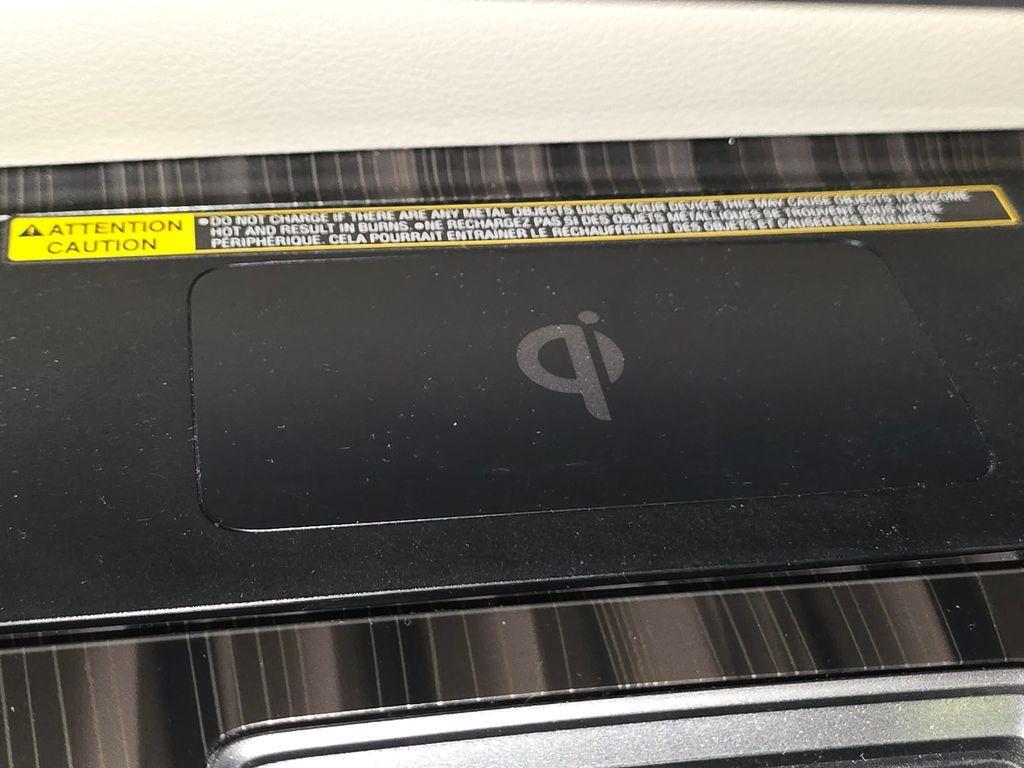 ATTENTION
CAUTION
•DO NOT CHARGE IF THERE ARE ANY METAL OBJECTS UNDER YOUR DEVICE. THIS MAY CAUSE OBJECTS TO BECOME
HOT AND RESULT IN BURNS. •NE RECHARGEZ PAS SI DES OBJETS MÉTALLIQUES SE TROUVENT SOUS VOTRE
PÉRIPHÉRIQUE. CELA POURRAIT ENTRAÎNER LE RÉCHAUFFEMENT DES OBJETS ET CAUSER DES BRÛLURES.
qi